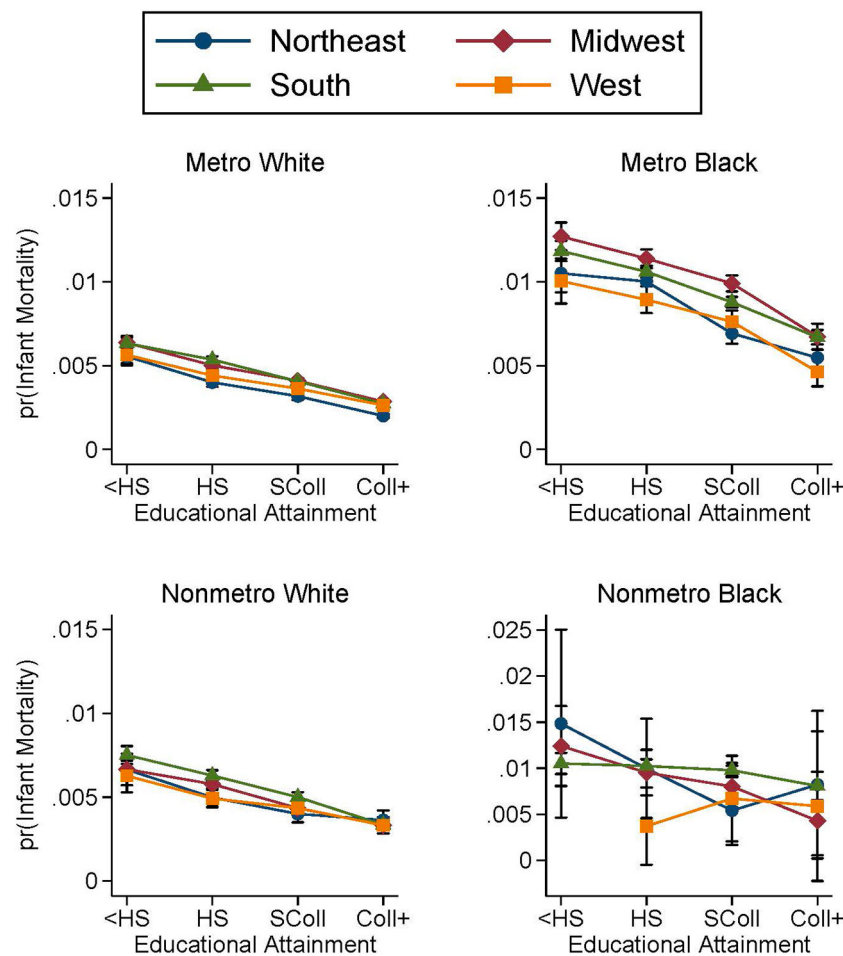 Northeast Midwest
South West
Metro White
.015
.01
.005
0
pr(Infant Mortality)
<HS HS SColl Coll+
Educational Attainment
Metro Black
.015
.01
.005
0
<HS HS SColl Coll+
Educational Attainment
Nonmetro White
.015
.01
.005
0
pr(Infant Mortality)
<HS HS SColl Coll+
Educational Attainment
Nonmetro Black
.025
.02
.015
.01
.005
0
<HS HS SColl Coll+
Educational Attainment